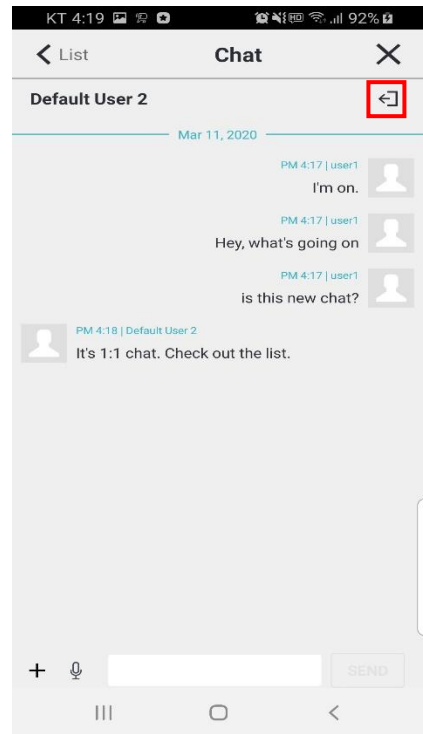 KT 4:19 92%
List Chat
Default User 2
Mar 11, 2020
PM 4:17 | user1
I'm on.
PM 4:17 | user1
Hey, what's going on
PM 4:17 | user1
is this new chat?
PM 4:18 | Default User 2
It's 1:1 chat. Check out the list.
SEND